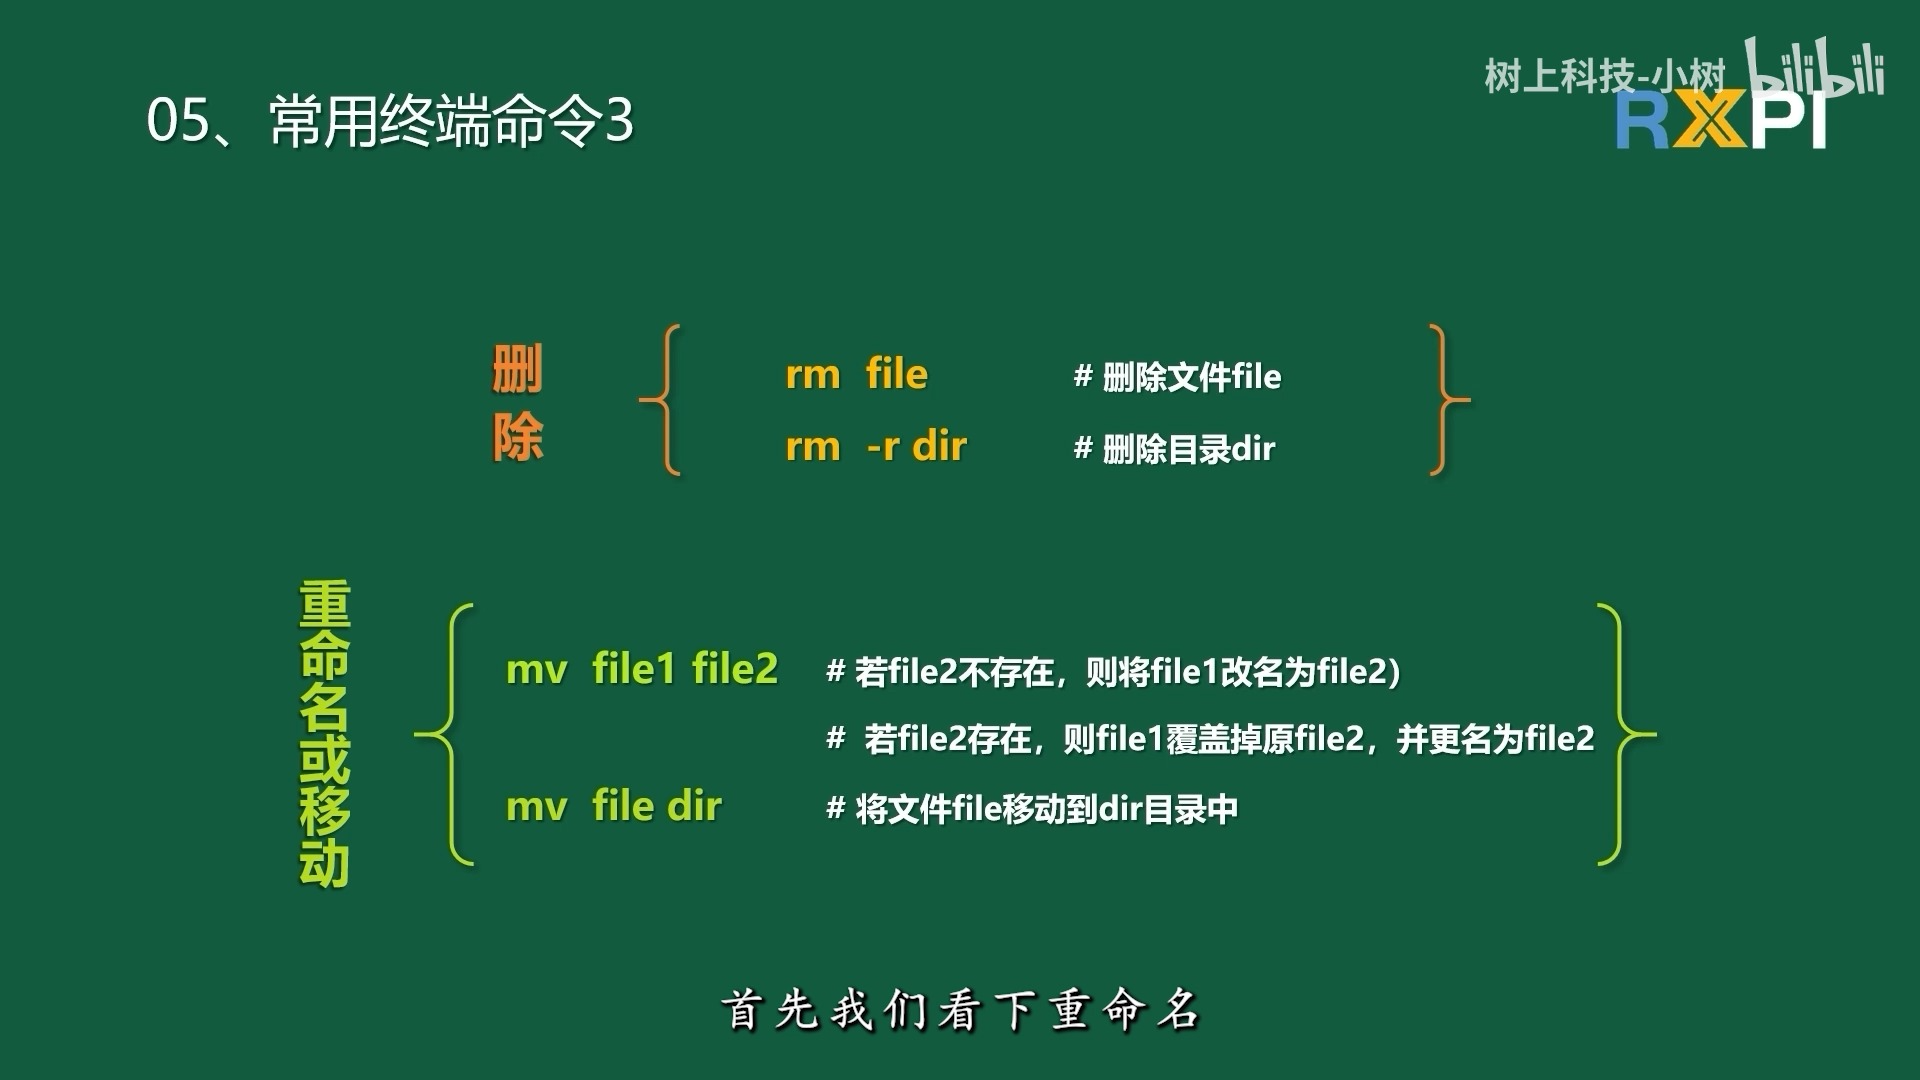 树上科技-小树 bilibili
RXPI
05、常用终端命令3
删除
rm file # 删除文件file
rm -r dir # 删除目录dir
重命名或移动
mv file1 file2 # 若file2不存在，则将file1改名为file2）
# 若file2存在，则file1覆盖掉原file2，并更名为file2
mv file dir # 将文件file移动到dir目录中
首先我们看下重命名